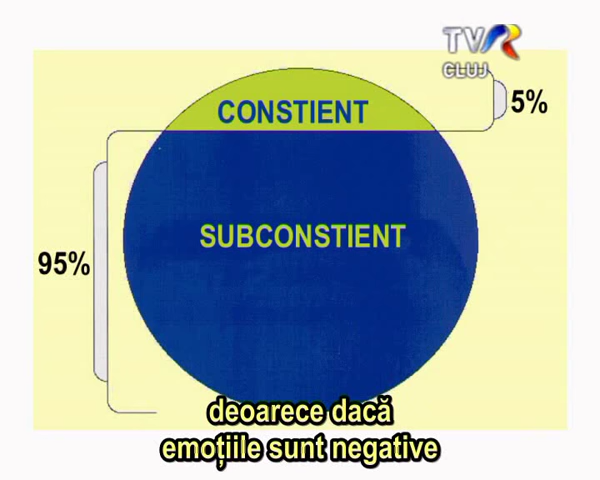 TVR
CLUJ
5%
CONSTIENT
SUBCONSTIENT
95%
deoarece dacă
emoțiile sunt negative